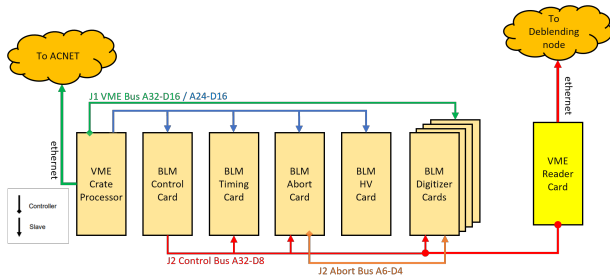 To
Deblending
node
To ACNET
J1 VME Bus A32-D16 / A24-D16
ethernet
ethernet
VME
Crate
Processor
BLM
Control
Card
BLM
Timing
Card
BLM
Abort
Card
BLM
HV
Card
BLM
Digitizer
Cards
VME
Reader
Card
Controller
Slave
J2 Control Bus A32-D8
J2 Abort Bus A6-D4